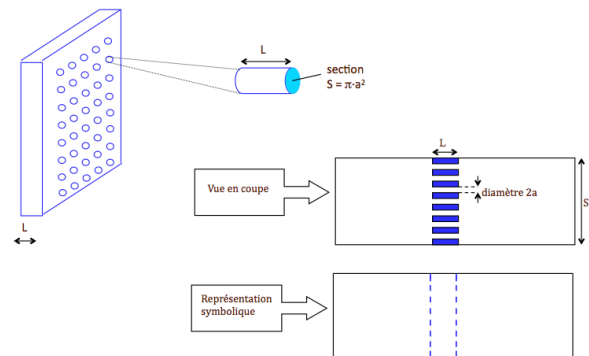 L
section
S = π·a²
L
L
Vue en coupe
diamètre 2a
S
Représentation
symbolique